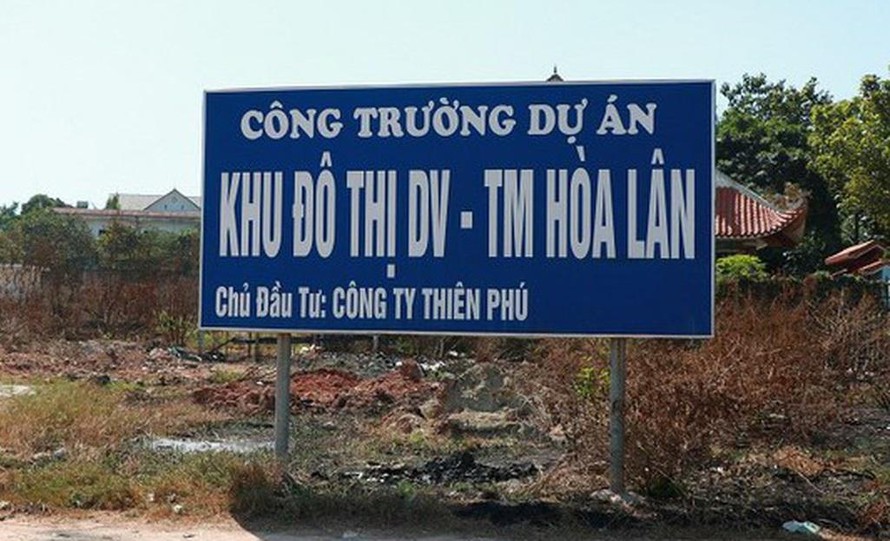 CÔNG TRƯỜNG DỰ ÁN
KHU ĐÔ THỊ DV - TM HÒA LÂN
Chủ Đầu Tư: CÔNG TY THIÊN PHÚ